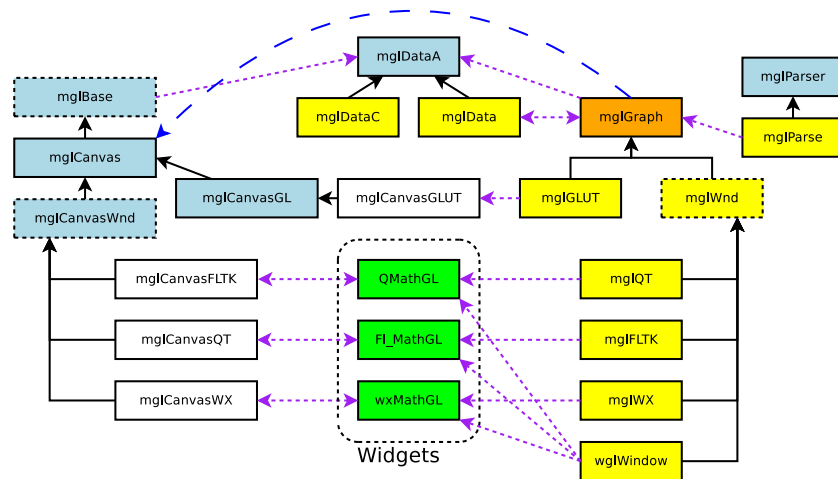 mglDataA
mglParser
mglBase
mglDataC
mglData
mglGraph
mglParse
mglCanvas
mglCanvasGL
mglCanvasGLUT
mglGLUT
mglWnd
mglCanvasWnd
mglCanvasFLTK
QMathGL
mglQT
mglCanvasQT
Fl_MathGL
mglFLTK
mglCanvasWX
wxMathGL
mglWX
Widgets
wglWindow